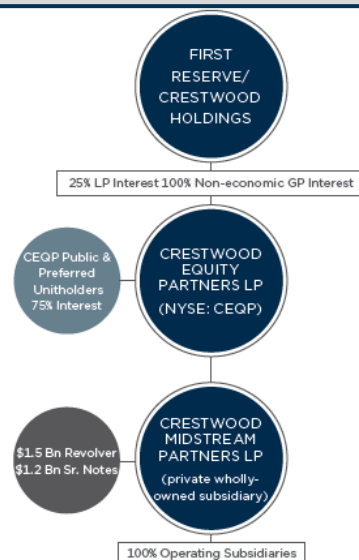 FIRST
RESERVE/
CRESTWOOD
HOLDINGS
25% LP Interest 100% Non-economic GP Interest
CEQP Public &
Preferred
Unitholders
75% Interest
CRESTWOOD
EQUITY
PARTNERS LP
(NYSE: CEQP)
$1.5 Bn Revolver
$1.2 Bn Sr. Notes
CRESTWOOD
MIDSTREAM
PARTNERS LP
(private wholly-
owned subsidiary)
100% Operating Subsidiaries